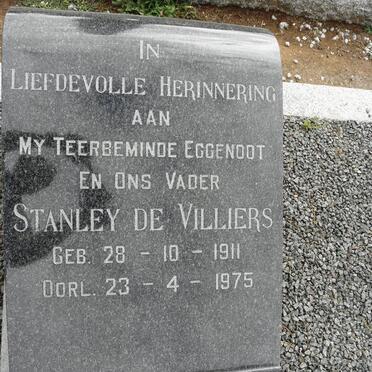 IN
LIEFDEVOLLE HERINNERING
AAN
MY TEERBEMINDE EGGENOOT
EN ONS VADER
STANLEY DE VILLIERS
GEB. 28 - 10 - 1911
OORL. 23 - 4 - 1975